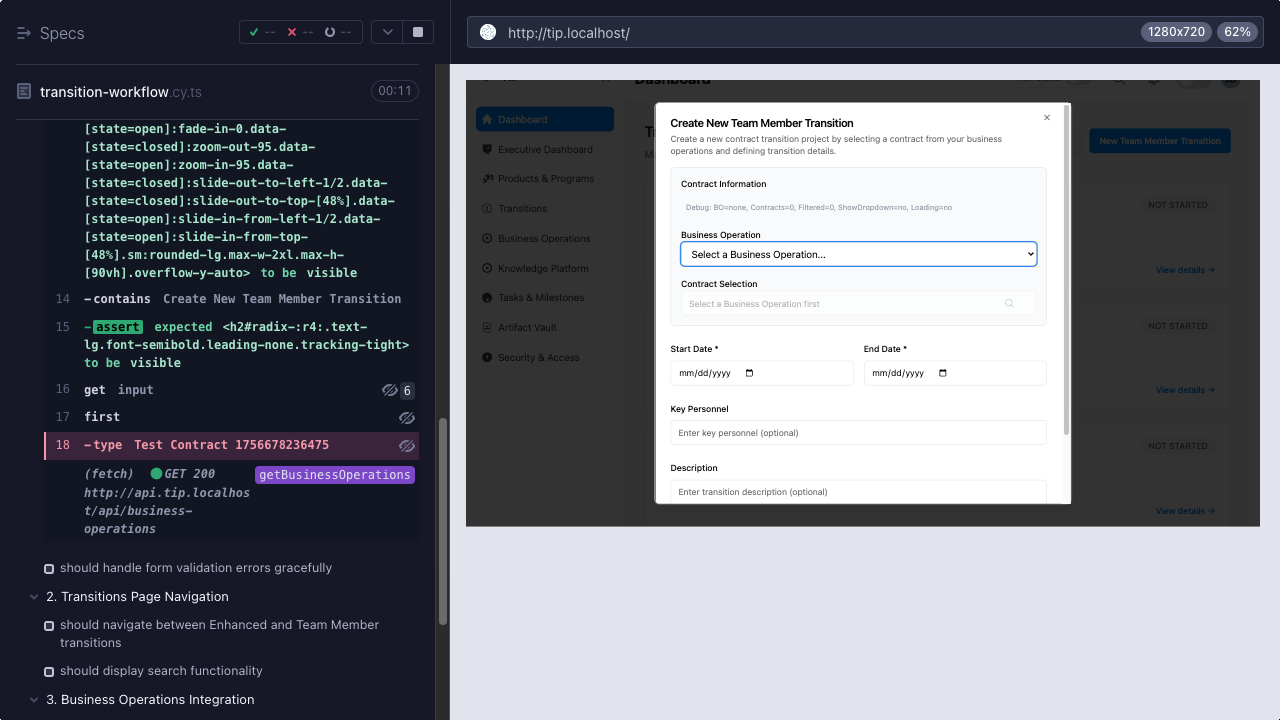 Specs
-- -- --
http://tip.localhost/
1280x720
62%
transition-workflow.cy.ts
00:11
[state=open]:fade-in-0.data-
[state=closed]:zoom-out-95.data-
[state=open]:zoom-in-95.data-
[state=closed]:slide-out-to-left-1/2.data-
[state=closed]:slide-out-to-top-[48%].data-
[state=open]:slide-in-from-left-1/2.data-
[state=open]:slide-in-from-top-
[48%].sm:rounded-lg.max-w-2xl.max-h-
[90vh].overflow-y-auto> to be visible
14 -contains Create New Team Member Transition
15 -assert expected <h2#radix-:r4:.text-
lg.font-semibold.leading-none.tracking-tight>
to be visible
16 get input 6
17 first
18 -type Test Contract 1756678236475
(fetch) GET 200 getBusinessOperations
http://api.tip.localhos
t/api/business-
operations
should handle form validation errors gracefully
2. Transitions Page Navigation
should navigate between Enhanced and Team Member
transitions
should display search functionality
3. Business Operations Integration
Dashboard
Dashboard
Executive Dashboard
Products & Programs
Transitions
Business Operations
Knowledge Platform
Tasks & Milestones
Artifact Vault
Security & Access
New Team Member Transition
NOT STARTED
View details →
NOT STARTED
View details →
NOT STARTED
View details →
Create New Team Member Transition
×
Create a new contract transition project by selecting a contract from your business
operations and defining transition details.
Contract Information
Debug: BO=none, Contracts=0, Filtered=0, ShowDropdown=no, Loading=no
Business Operation
Select a Business Operation...
Contract Selection
Select a Business Operation first
Start Date *
End Date *
mm/dd/yyyy
mm/dd/yyyy
Key Personnel
Enter key personnel (optional)
Description
Enter transition description (optional)